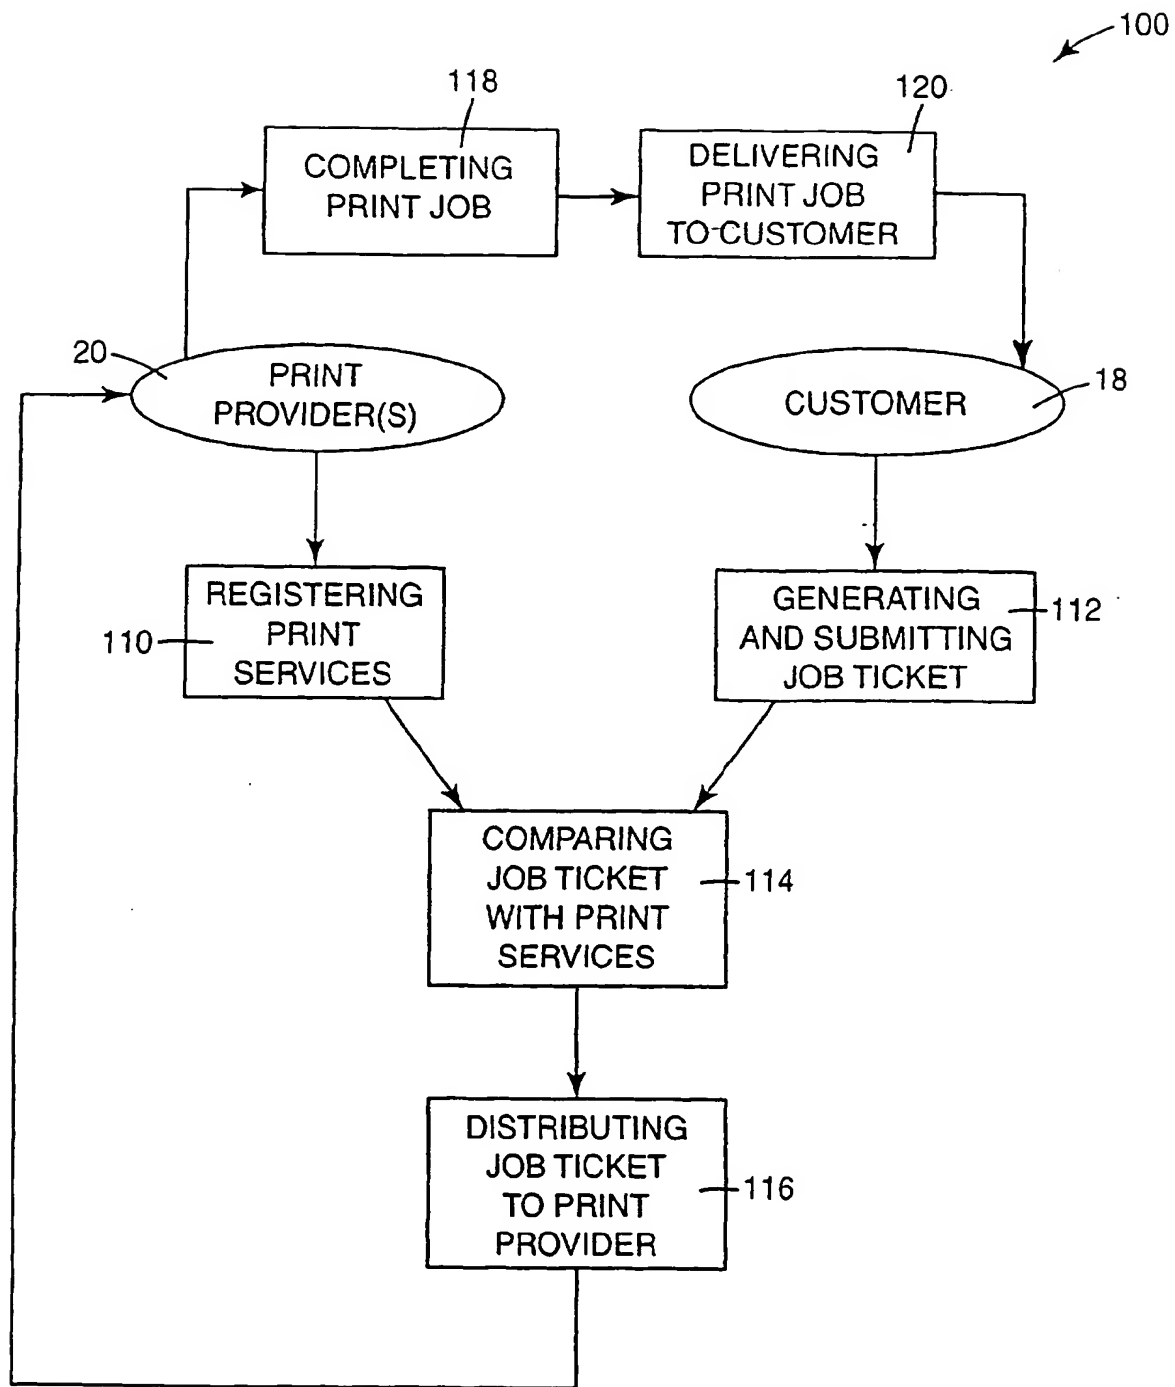 100
118
COMPLETING
PRINT JOB
120
DELIVERING
PRINT JOB
TO-CUSTOMER
20
PRINT
PROVIDER(S)
CUSTOMER
18
110
REGISTERING
PRINT
SERVICES
GENERATING
AND SUBMITTING
JOB TICKET
112
COMPARING
JOB TICKET
WITH PRINT
SERVICES
114
DISTRIBUTING
JOB TICKET
TO PRINT
PROVIDER
116